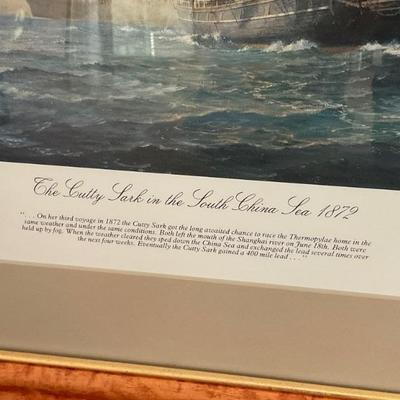 The Cutty Sark in the South China Sea 1872
". . . On her third voyage in 1872 the Cutty Sark got the long awaited chance to race the Thermopylae home in the
same weather and under the same conditions. Both left the mouth of the Shanghai river on June 18th. Both were
held up by fog. When the weather cleared they sped down the China Sea and exchanged the lead several times over
the next four weeks. Eventually the Cutty Sark gained a 400 mile lead . . ."